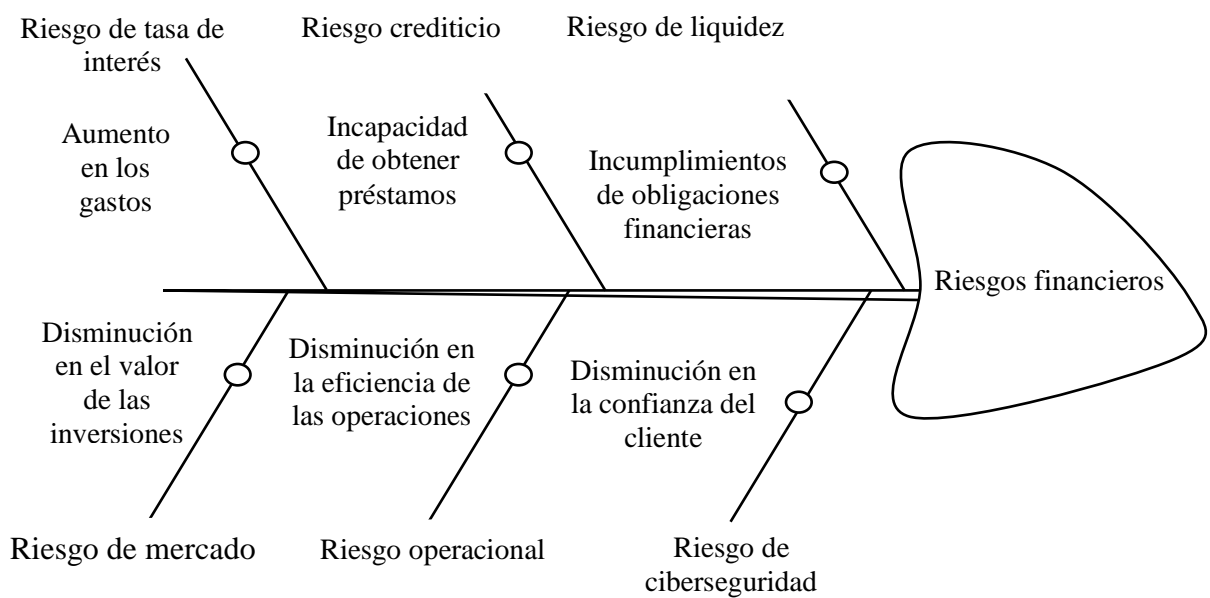 Riesgo de tasa de
interés
Riesgo crediticio
Riesgo de liquidez
Aumento
en los
gastos
Incapacidad
de obtener
préstamos
Incumplimientos
de obligaciones
financieras
Riesgos financieros
Disminución
en el valor
de las
inversiones
Disminución en
la eficiencia de
las operaciones
Disminución en
la confianza del
cliente
Riesgo de mercado
Riesgo operacional
Riesgo de
ciberseguridad